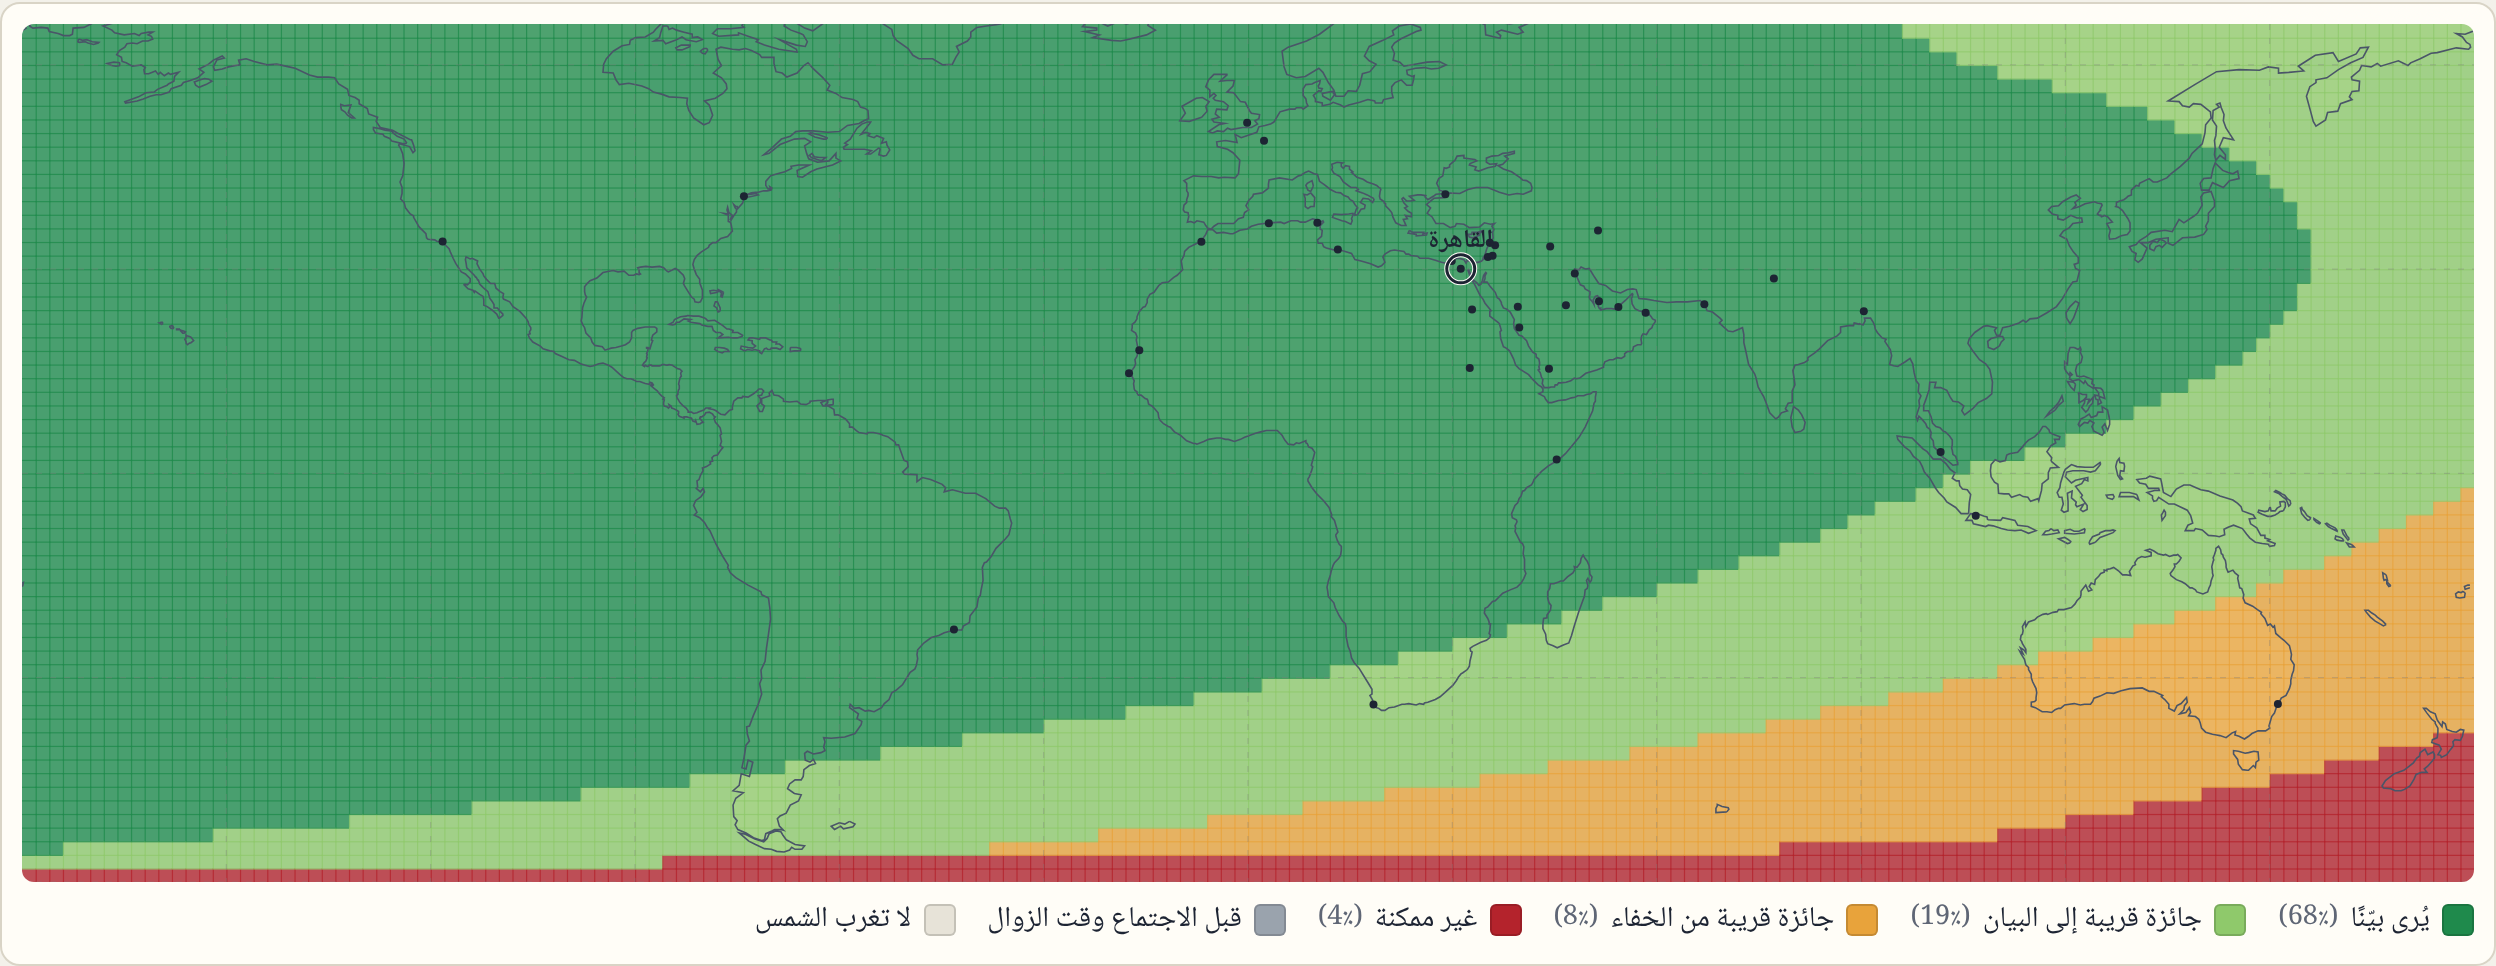 القاهرة
يُرى بيّنًا (68٪) جائزة قريبة إلى البيان (19٪) جائزة قريبة من الخفاء (8٪) غير ممكنة (4٪) قبل الاجتماع وقت الزوال لا تغرب الشمس